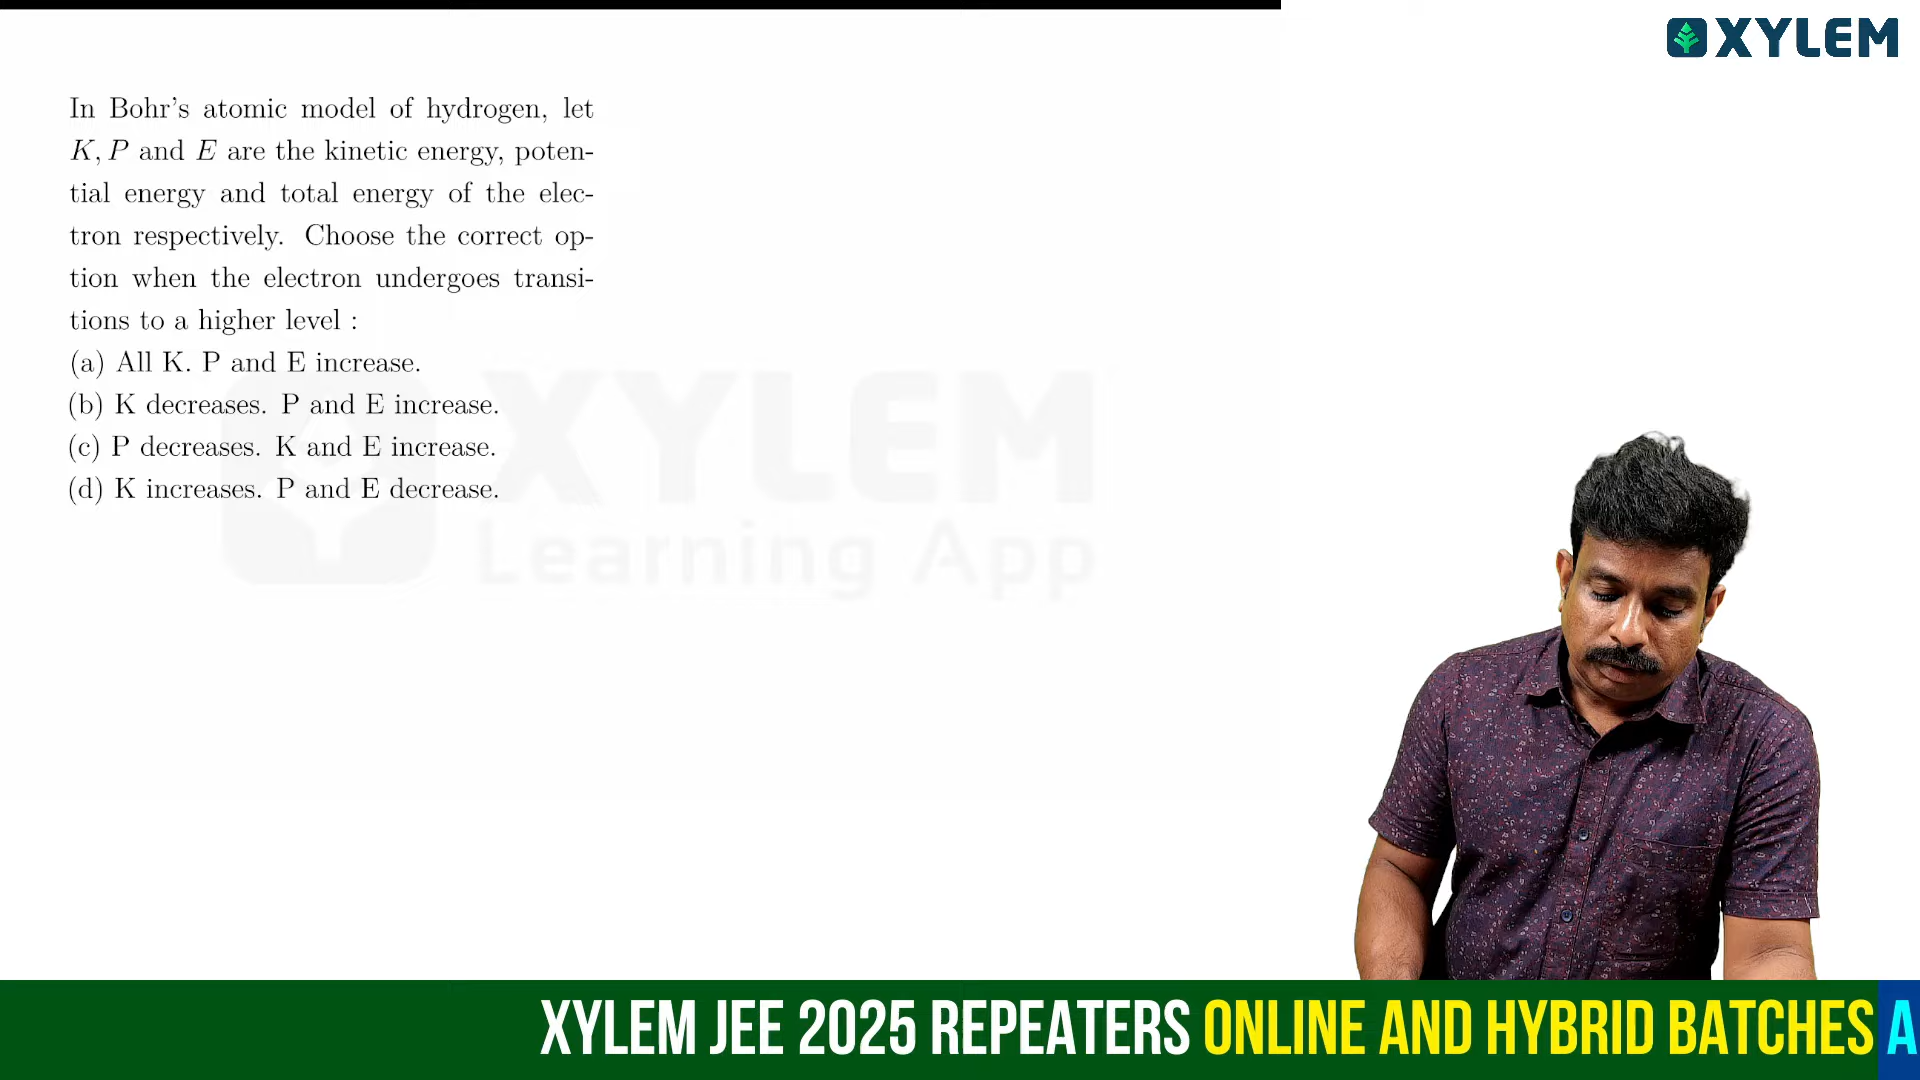 XYLEM
In Bohr's atomic model of hydrogen, let
K, P and E are the kinetic energy, poten-
tial energy and total energy of the elec-
tron respectively. Choose the correct op-
tion when the electron undergoes transi-
tions to a higher level :
(a) All K. P and E increase.
(b) K decreases. P and E increase.
(c) P decreases. K and E increase.
(d) K increases. P and E decrease.
XYLEM
Learning App
XYLEM JEE 2025 REPEATERS ONLINE AND HYBRID BATCHES A